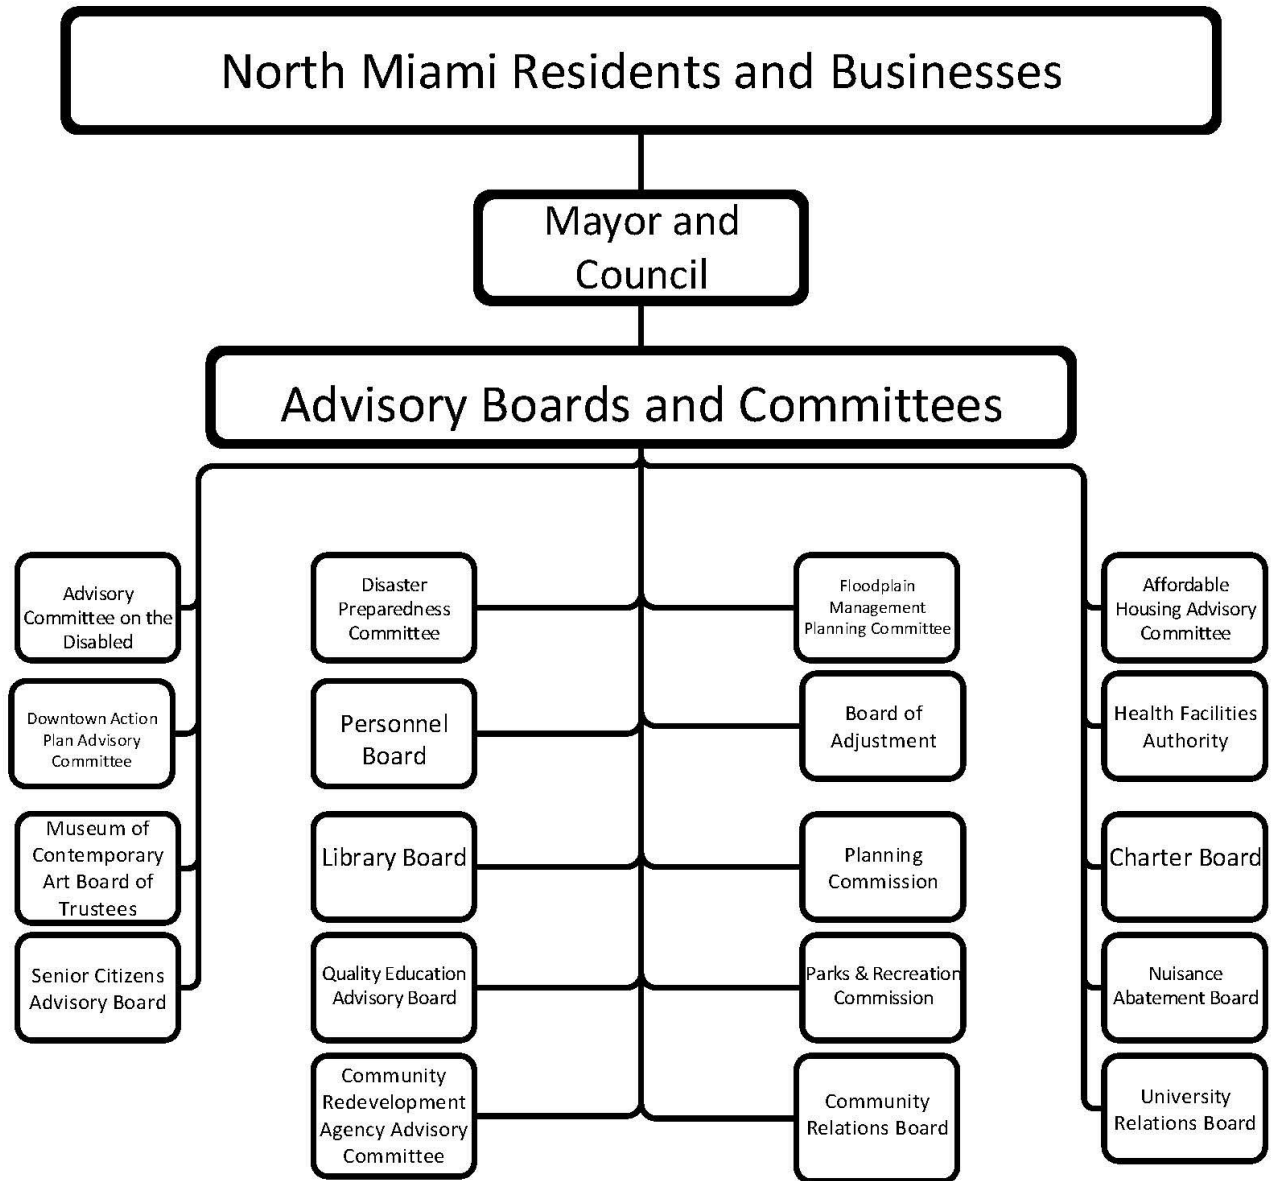 North Miami Residents and Businesses
Mayor and
Council
Advisory Boards and Committees
Advisory
Committee on the
Disabled
Disaster
Preparedness
Committee
Floodplain
Management
Planning Committee
Affordable
Housing Advisory
Committee
Downtown Action
Plan Advisory
Committee
Personnel
Board
Board of
Adjustment
Health Facilities
Authority
Museum of
Contemporary
Art Board of
Trustees
Library Board
Planning
Commission
Charter Board
Senior Citizens
Advisory Board
Quality Education
Advisory Board
Parks & Recreation
Commission
Nuisance
Abatement Board
Community
Redevelopment
Agency Advisory
Committee
Community
Relations Board
University
Relations Board